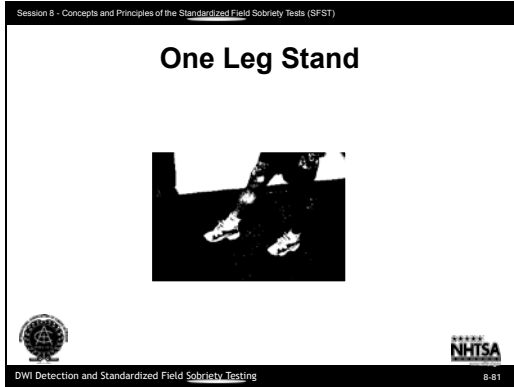 Session 8 - Concepts and Principles of the Standardized Field Sobriety Tests (SFST)
One Leg Stand
NHTSA
DWI Detection and Standardized Field Sobriety Testing
8-81